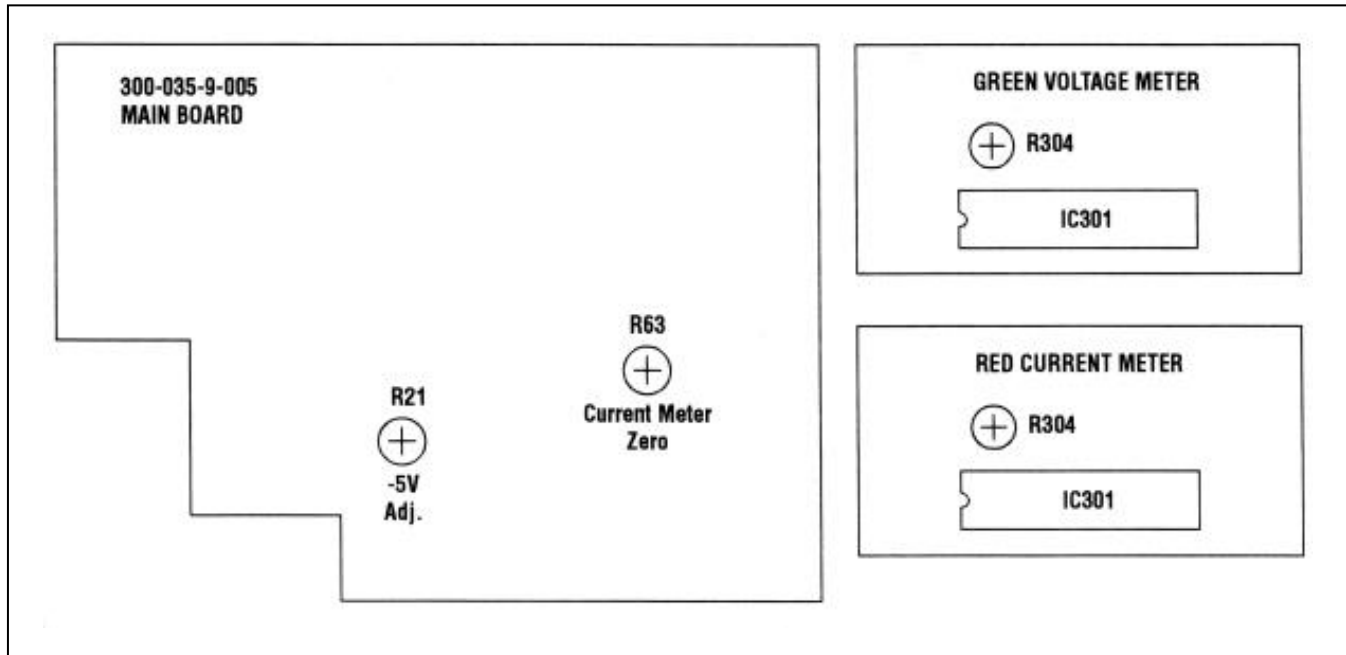 300-035-9-005
MAIN BOARD
R63
Current Meter
Zero
R21
-5V
Adj.
GREEN VOLTAGE METER
R304
IC301
RED CURRENT METER
R304
IC301